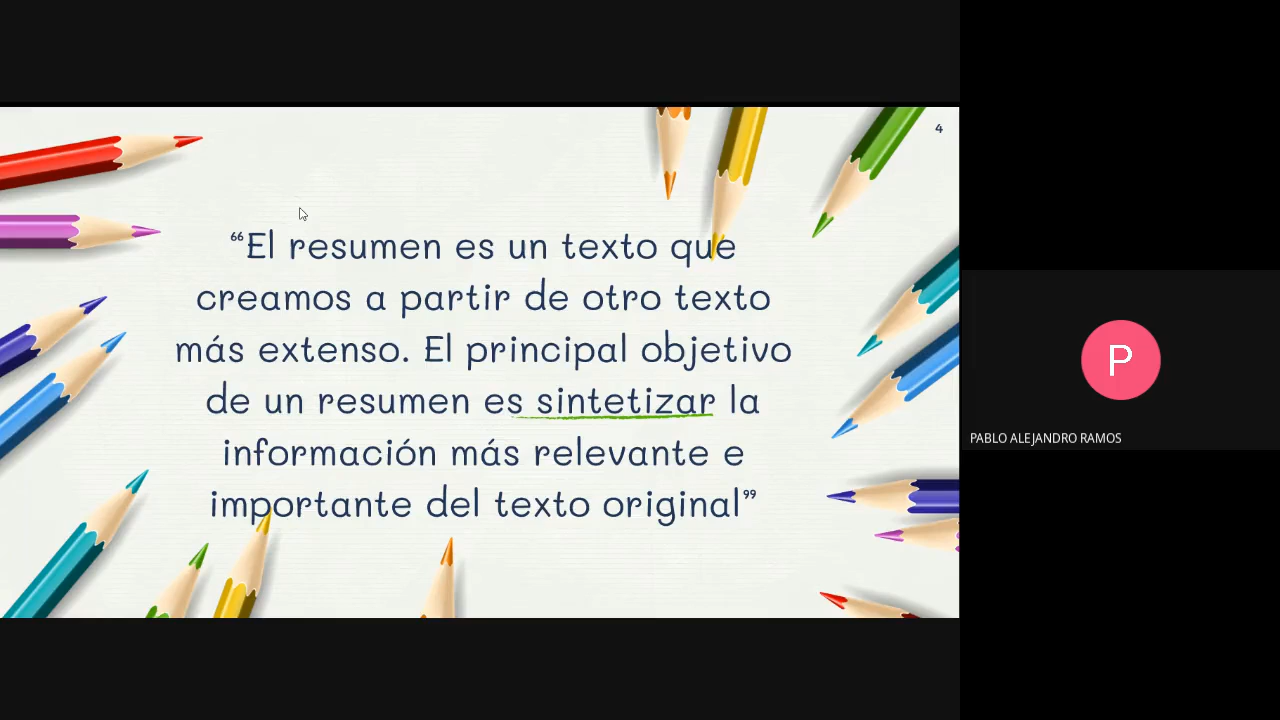 4
“El resumen es un texto que
creamos a partir de otro texto
más extenso. El principal objetivo
de un resumen es sintetizar la
información más relevante e
importante del texto original”
P
PABLO ALEJANDRO RAMOS